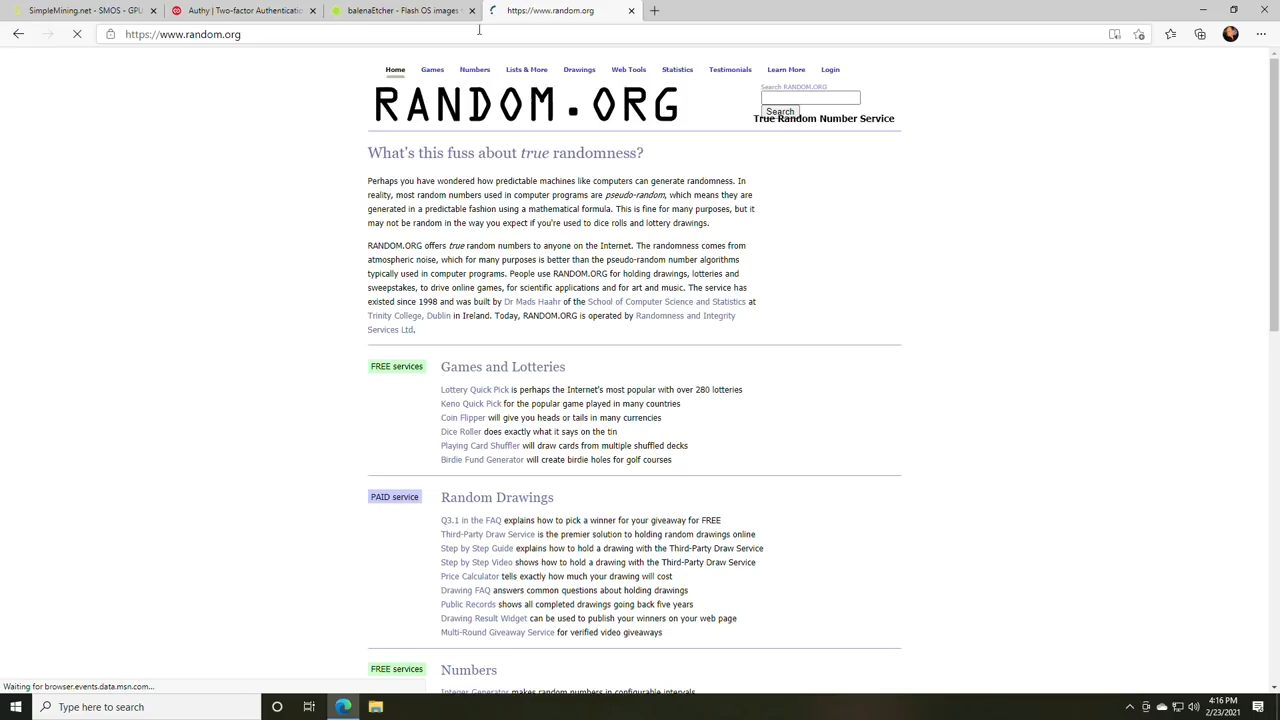 SimpleMining.net - SMOS - GPU
Authy | Two-factor Authentication
balena.net - Flash OS images
https://www.random.org
https://www.random.org
Home Games Numbers Lists & More Drawings Web Tools Statistics Testimonials Learn More Login
RANDOM.ORG
Search RANDOM.ORG
Search
True Random Number Service
What's this fuss about true randomness?
Perhaps you have wondered how predictable machines like computers can generate randomness. In
reality, most random numbers used in computer programs are pseudo-random, which means they are
generated in a predictable fashion using a mathematical formula. This is fine for many purposes, but it
may not be random in the way you expect if you're used to dice rolls and lottery drawings.
RANDOM.ORG offers true random numbers to anyone on the Internet. The randomness comes from
atmospheric noise, which for many purposes is better than the pseudo-random number algorithms
typically used in computer programs. People use RANDOM.ORG for holding drawings, lotteries and
sweepstakes, to drive online games, for scientific applications and for art and music. The service has
existed since 1998 and was built by Dr Mads Haahr of the School of Computer Science and Statistics at
Trinity College, Dublin in Ireland. Today, RANDOM.ORG is operated by Randomness and Integrity
Services Ltd.
FREE services
Games and Lotteries
Lottery Quick Pick is perhaps the Internet's most popular with over 280 lotteries
Keno Quick Pick for the popular game played in many countries
Coin Flipper will give you heads or tails in many currencies
Dice Roller does exactly what it says on the tin
Playing Card Shuffler will draw cards from multiple shuffled decks
Birdie Fund Generator will create birdie holes for golf courses
PAID service
Random Drawings
Q3.1 in the FAQ explains how to pick a winner for your giveaway for FREE
Third-Party Draw Service is the premier solution to holding random drawings online
Step by Step Guide explains how to hold a drawing with the Third-Party Draw Service
Step by Step Video shows how to hold a drawing with the Third-Party Draw Service
Price Calculator tells exactly how much your drawing will cost
Drawing FAQ answers common questions about holding drawings
Public Records shows all completed drawings going back five years
Drawing Result Widget can be used to publish your winners on your web page
Multi-Round Giveaway Service for verified video giveaways
FREE services
Numbers
Integer Generator makes random numbers in configurable intervals
Waiting for browser.events.data.msn.com...
Type here to search
4:16 PM
2/23/2021